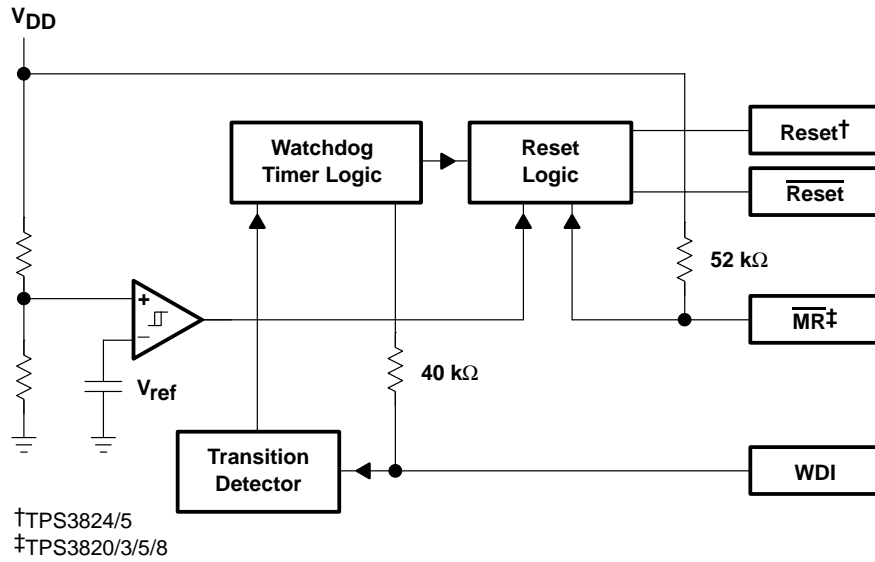 VDD
Watchdog
Timer Logic
Reset
Logic
Reset†
Reset
52 kΩ
MR‡
+
–
Vref
40 kΩ
Transition
Detector
WDI
†TPS3824/5
‡TPS3820/3/5/8